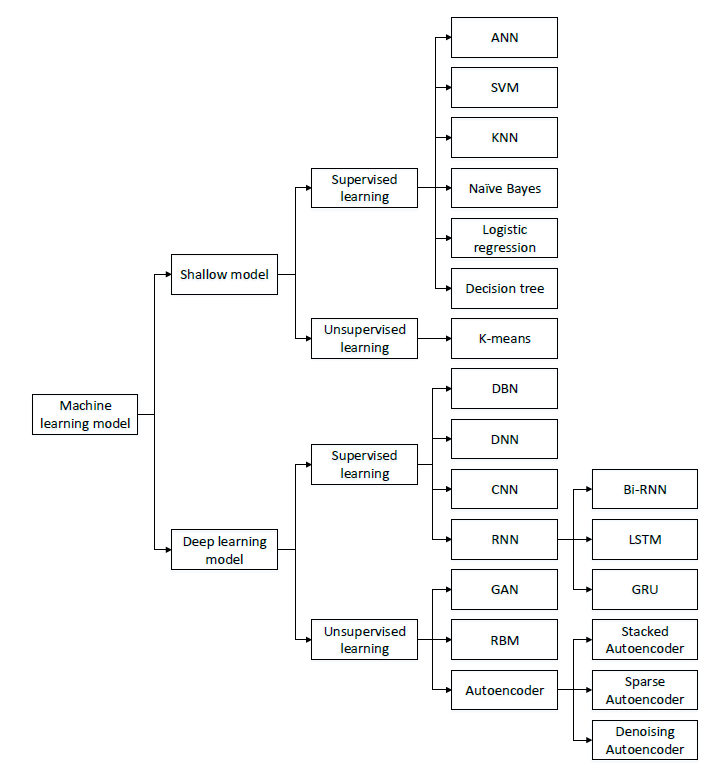 ANN
SVM
KNN
Supervised
learning
Naïve Bayes
Logistic
regression
Shallow model
Decision tree
Unsupervised
learning
K-means
Machine
learning model
DBN
DNN
Supervised
learning
CNN
Bi-RNN
RNN
LSTM
Deep learning
model
GAN
GRU
Unsupervised
learning
RBM
Stacked
Autoencoder
Autoencoder
Sparse
Autoencoder
Denoising
Autoencoder